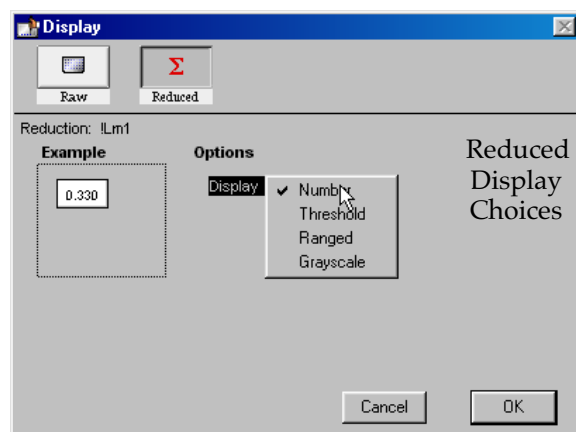 Display
Σ
Raw
Reduced
Reduction: !Lm1
Example
Options
0.330
Display
✓ Number
Threshold
Ranged
Grayscale
Reduced
Display
Choices
Cancel
OK